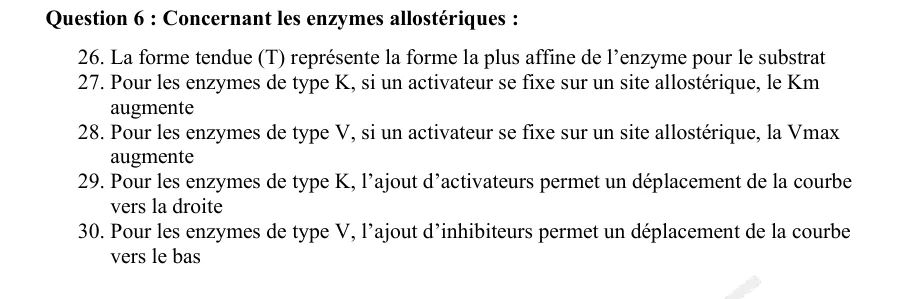 Question 6 : Concernant les enzymes allostériques :
26. La forme tendue (T) représente la forme la plus affine de l'enzyme pour le substrat
27. Pour les enzymes de type K, si un activateur se fixe sur un site allostérique, le Km
augmente
28. Pour les enzymes de type V, si un activateur se fixe sur un site allostérique, la Vmax
augmente
29. Pour les enzymes de type K, l'ajout d'activateurs permet un déplacement de la courbe
vers la droite
30. Pour les enzymes de type V, l'ajout d'inhibiteurs permet un déplacement de la courbe
vers le bas